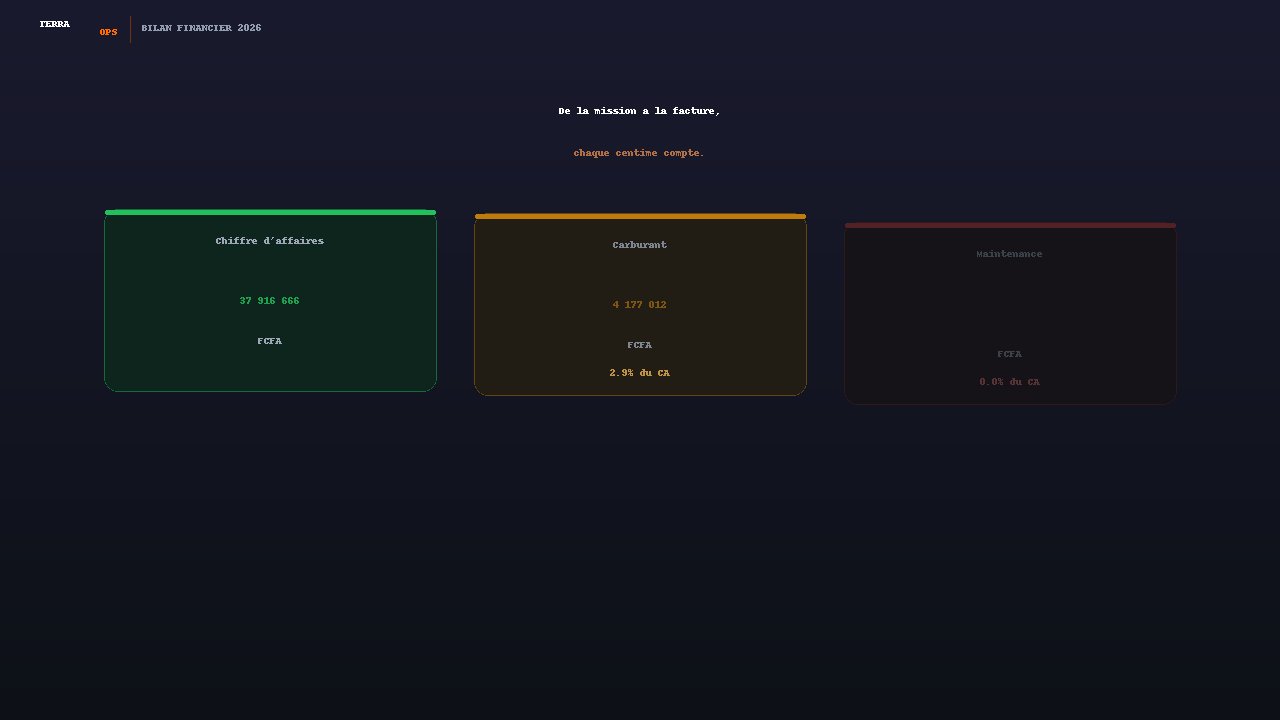 TERRA
OPS
BILAN FINANCIER 2026
De la mission a la facture,
chaque centime compte.
Chiffre d'affaires
37 916 666
FCFA
Carburant
4 177 012
FCFA
2.9% du CA
Maintenance
FCFA
0.0% du CA